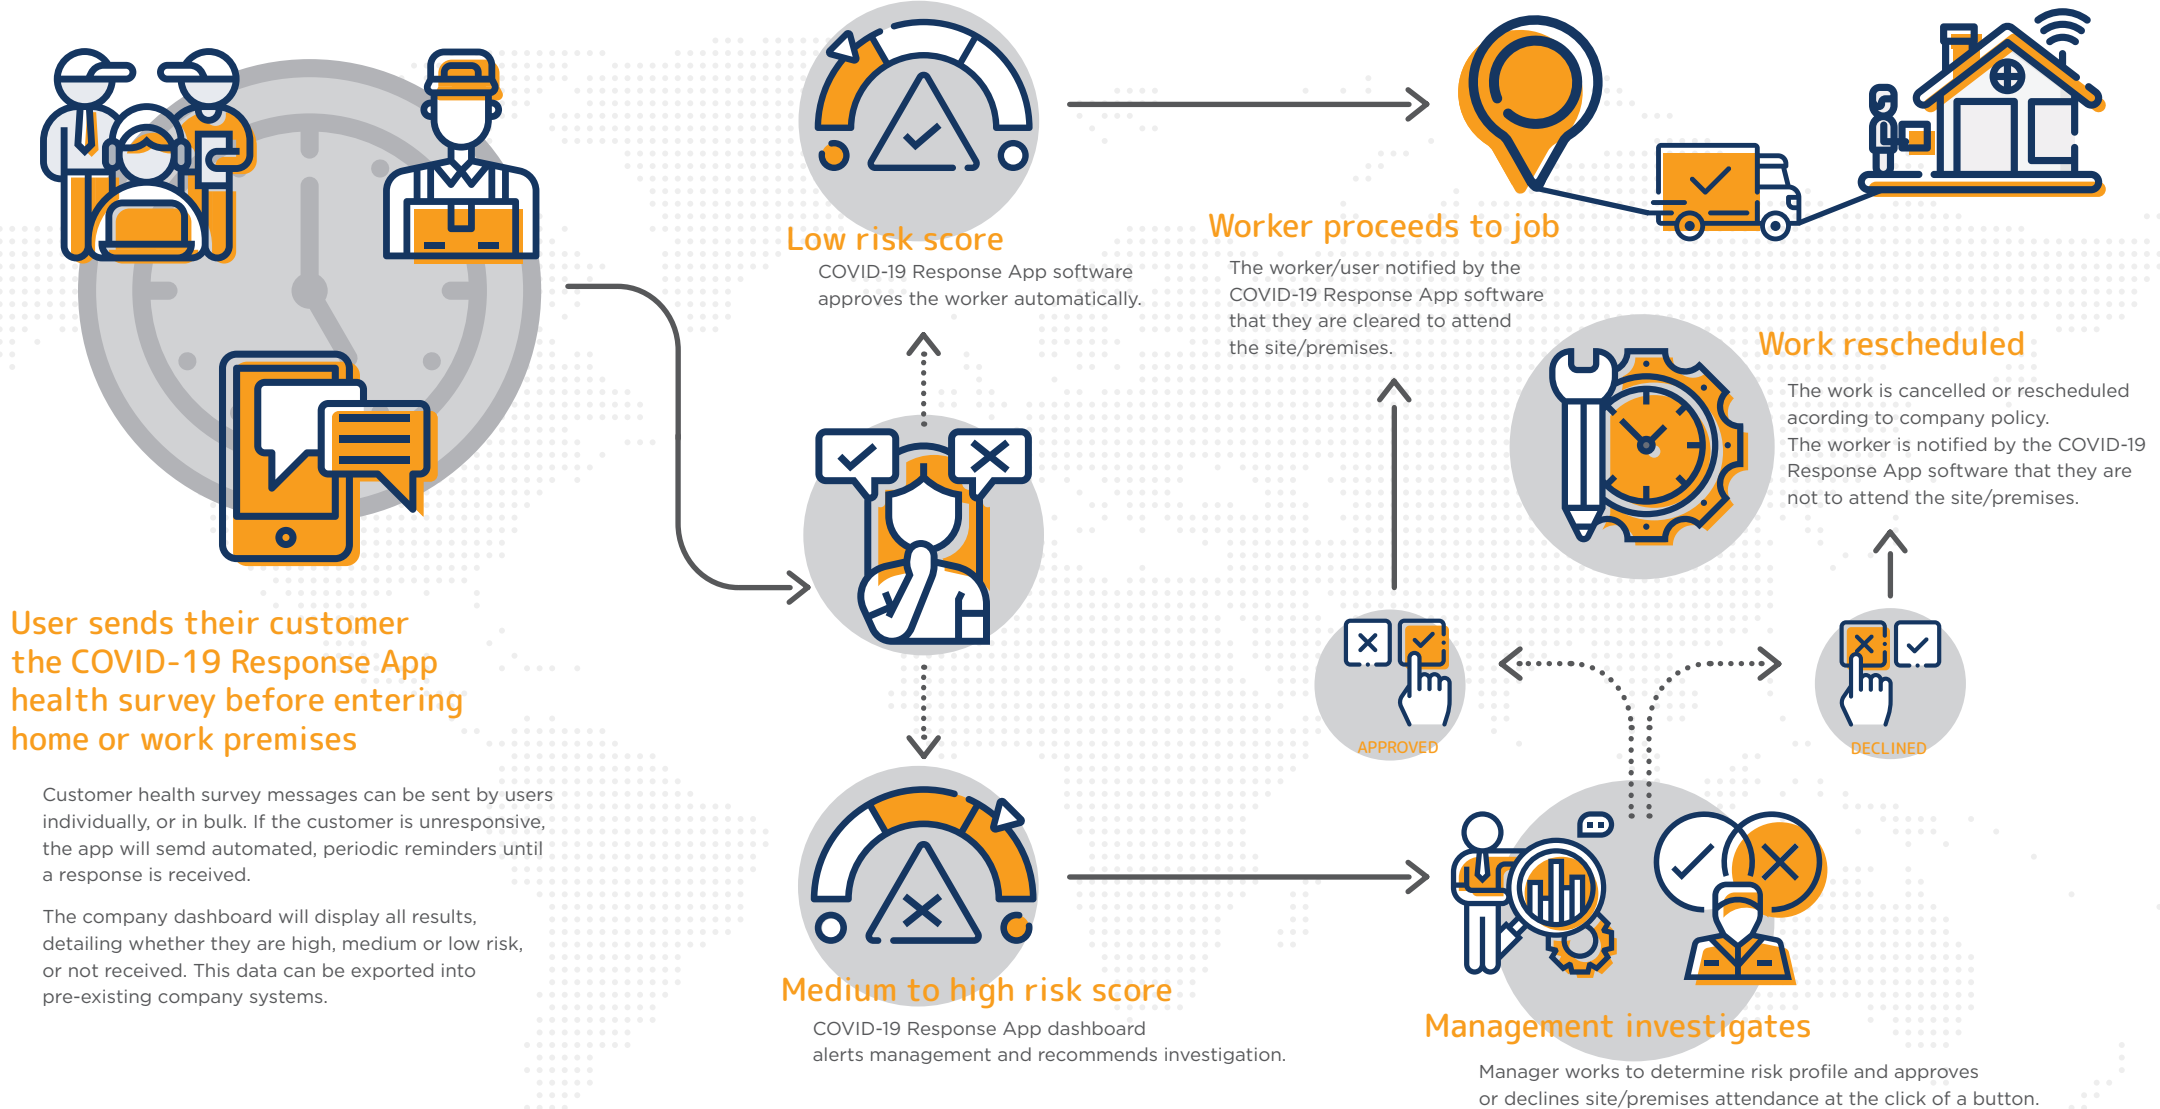 User sends their customer
the COVID-19 Response App
health survey before entering
home or work premises
Customer health survey messages can be sent by users
individually, or in bulk. If the customer is unresponsive,
the app will semd automated, periodic reminders until
a response is received.
The company dashboard will display all results,
detailing whether they are high, medium or low risk,
or not received. This data can be exported into
pre-existing company systems.
Low risk score
COVID-19 Response App software
approves the worker automatically.
Medium to high risk score
COVID-19 Response App dashboard
alerts management and recommends investigation.
Worker proceeds to job
The worker/user notified by the
COVID-19 Response App software
that they are cleared to attend
the site/premises.
Work rescheduled
The work is cancelled or rescheduled
acording to company policy.
The worker is notified by the COVID-19
Response App software that they are
not to attend the site/premises.
APPROVED
DECLINED
Management investigates
Manager works to determine risk profile and approves
or declines site/premises attendance at the click of a button.